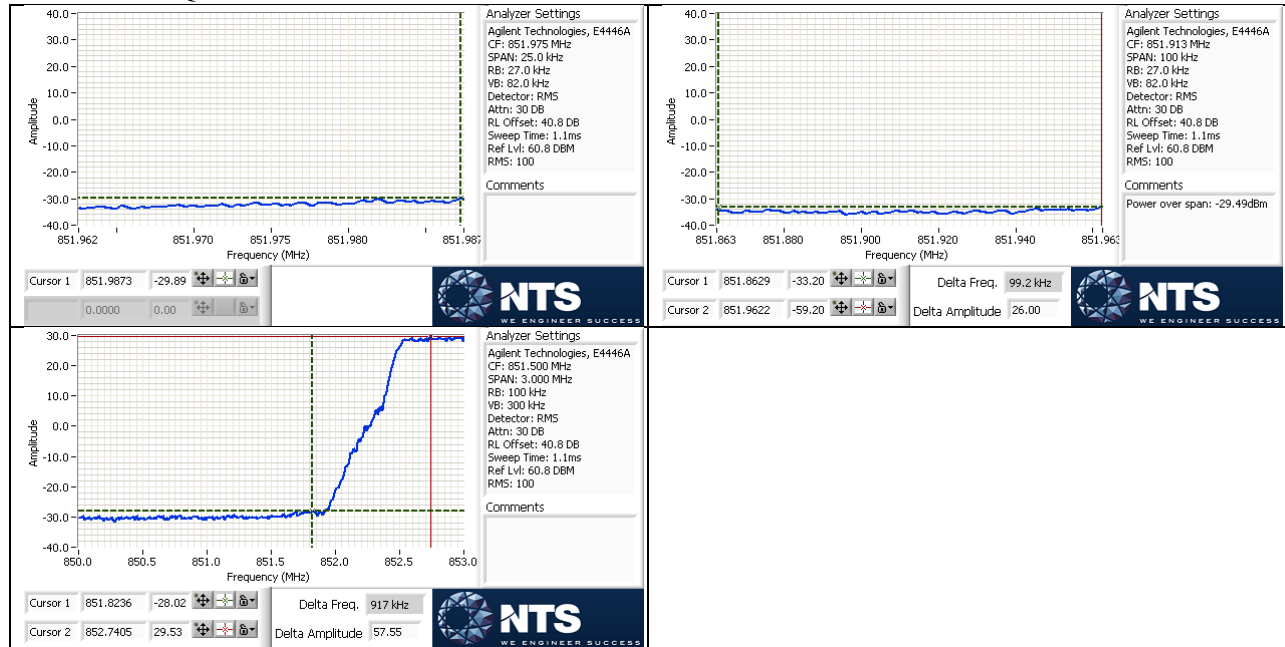 40.0
30.0
20.0
10.0
0.0
-10.0
-20.0
-30.0
-40.0
Amplitude
851.962 851.970 851.975 851.980 851.987
Frequency (MHz)
Analyzer Settings
Agilent Technologies, E4446A
CF: 851.975 MHz
SPAN: 25.0 kHz
RB: 27.0 kHz
VB: 82.0 kHz
Detector: RMS
Attn: 30 DB
RL Offset: 40.8 DB
Sweep Time: 1.1ms
Ref Lvl: 60.8 DBM
RMS: 100
Comments
Cursor 1 851.9873 -29.89
0.0000 0.00
NTS
WE ENGINEER SUCCESS
40.0
30.0
20.0
10.0
0.0
-10.0
-20.0
-30.0
-40.0
Amplitude
851.863 851.880 851.900 851.920 851.940 851.963
Frequency (MHz)
Analyzer Settings
Agilent Technologies, E4446A
CF: 851.913 MHz
SPAN: 100 kHz
RB: 27.0 kHz
VB: 82.0 kHz
Detector: RMS
Attn: 30 DB
RL Offset: 40.8 DB
Sweep Time: 1.1ms
Ref Lvl: 60.8 DBM
RMS: 100
Comments
Power over span: -29.49dBm
Cursor 1 851.8629 -33.20
Delta Freq. 99.2 kHz
Cursor 2 851.9622 -59.20
Delta Amplitude 26.00
NTS
WE ENGINEER SUCCESS
30.0
20.0
10.0
0.0
-10.0
-20.0
-30.0
-40.0
Amplitude
850.0 850.5 851.0 851.5 852.0 852.5 853.0
Frequency (MHz)
Analyzer Settings
Agilent Technologies, E4446A
CF: 851.500 MHz
SPAN: 3.000 MHz
RB: 100 kHz
VB: 300 kHz
Detector: RMS
Attn: 30 DB
RL Offset: 40.8 DB
Sweep Time: 1.1ms
Ref Lvl: 60.8 DBM
RMS: 100
Comments
Cursor 1 851.8236 -28.02
Delta Freq. 917 kHz
Cursor 2 852.7405 29.53
Delta Amplitude 57.55
NTS
WE ENGINEER SUCCESS